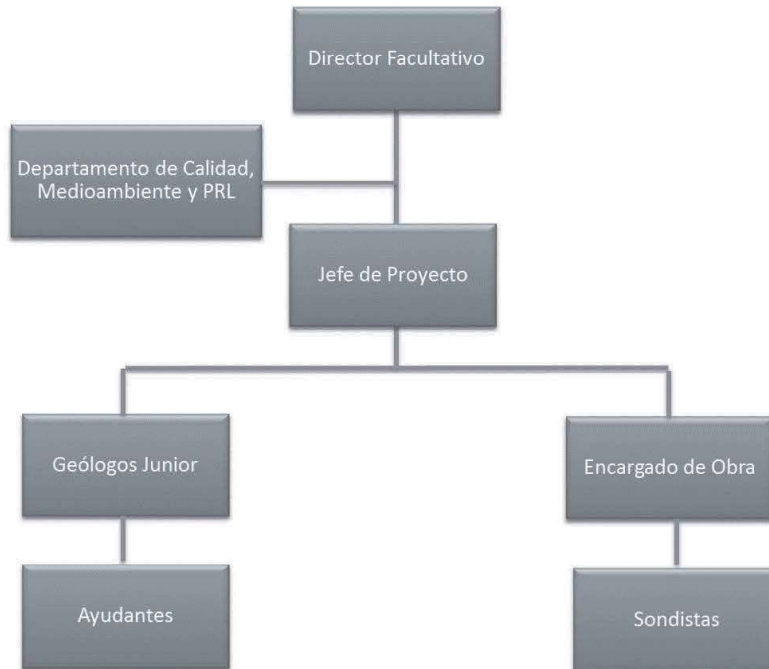 Director Facultativo
Departamento de Calidad,
Medioambiente y PRL
Jefe de Proyecto
Geólogos Junior
Encargado de Obra
Ayudantes
Sondistas